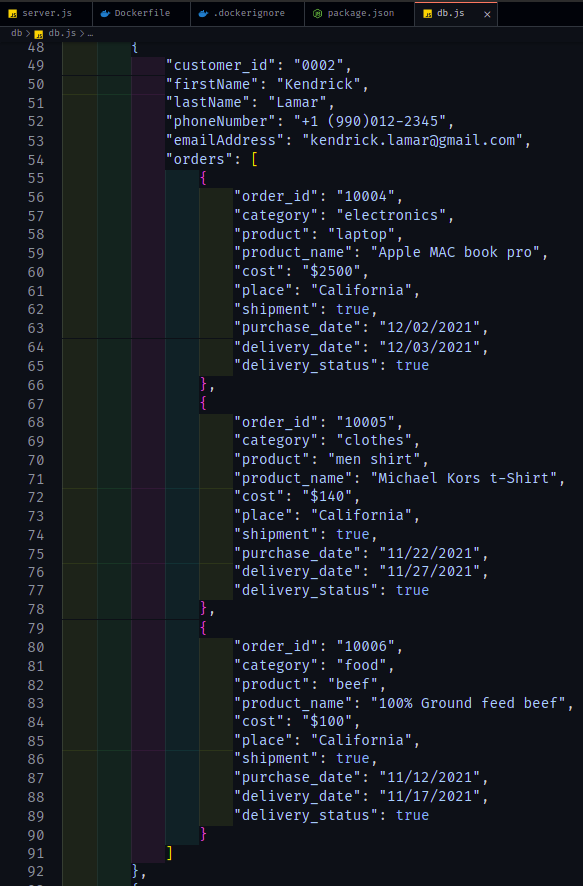 server.js Dockerfile .dockerignore package.json db.js ×
db > db.js > ...
48 {
49 "customer_id": "0002",
50 "firstName": "Kendrick",
51 "lastName": "Lamar",
52 "phoneNumber": "+1 (990)012-2345",
53 "emailAddress": "kendrick.lamar@gmail.com",
54 "orders": [
55 {
56 "order_id": "10004",
57 "category": "electronics",
58 "product": "laptop",
59 "product_name": "Apple MAC book pro",
60 "cost": "$2500",
61 "place": "California",
62 "shipment": true,
63 "purchase_date": "12/02/2021",
64 "delivery_date": "12/03/2021",
65 "delivery_status": true
66 },
67 {
68 "order_id": "10005",
69 "category": "clothes",
70 "product": "men shirt",
71 "product_name": "Michael Kors t-Shirt",
72 "cost": "$140",
73 "place": "California",
74 "shipment": true,
75 "purchase_date": "11/22/2021",
76 "delivery_date": "11/27/2021",
77 "delivery_status": true
78 },
79 {
80 "order_id": "10006",
81 "category": "food",
82 "product": "beef",
83 "product_name": "100% Ground feed beef",
84 "cost": "$100",
85 "place": "California",
86 "shipment": true,
87 "purchase_date": "11/12/2021",
88 "delivery_date": "11/17/2021",
89 "delivery_status": true
90 }
91 ]
92 },